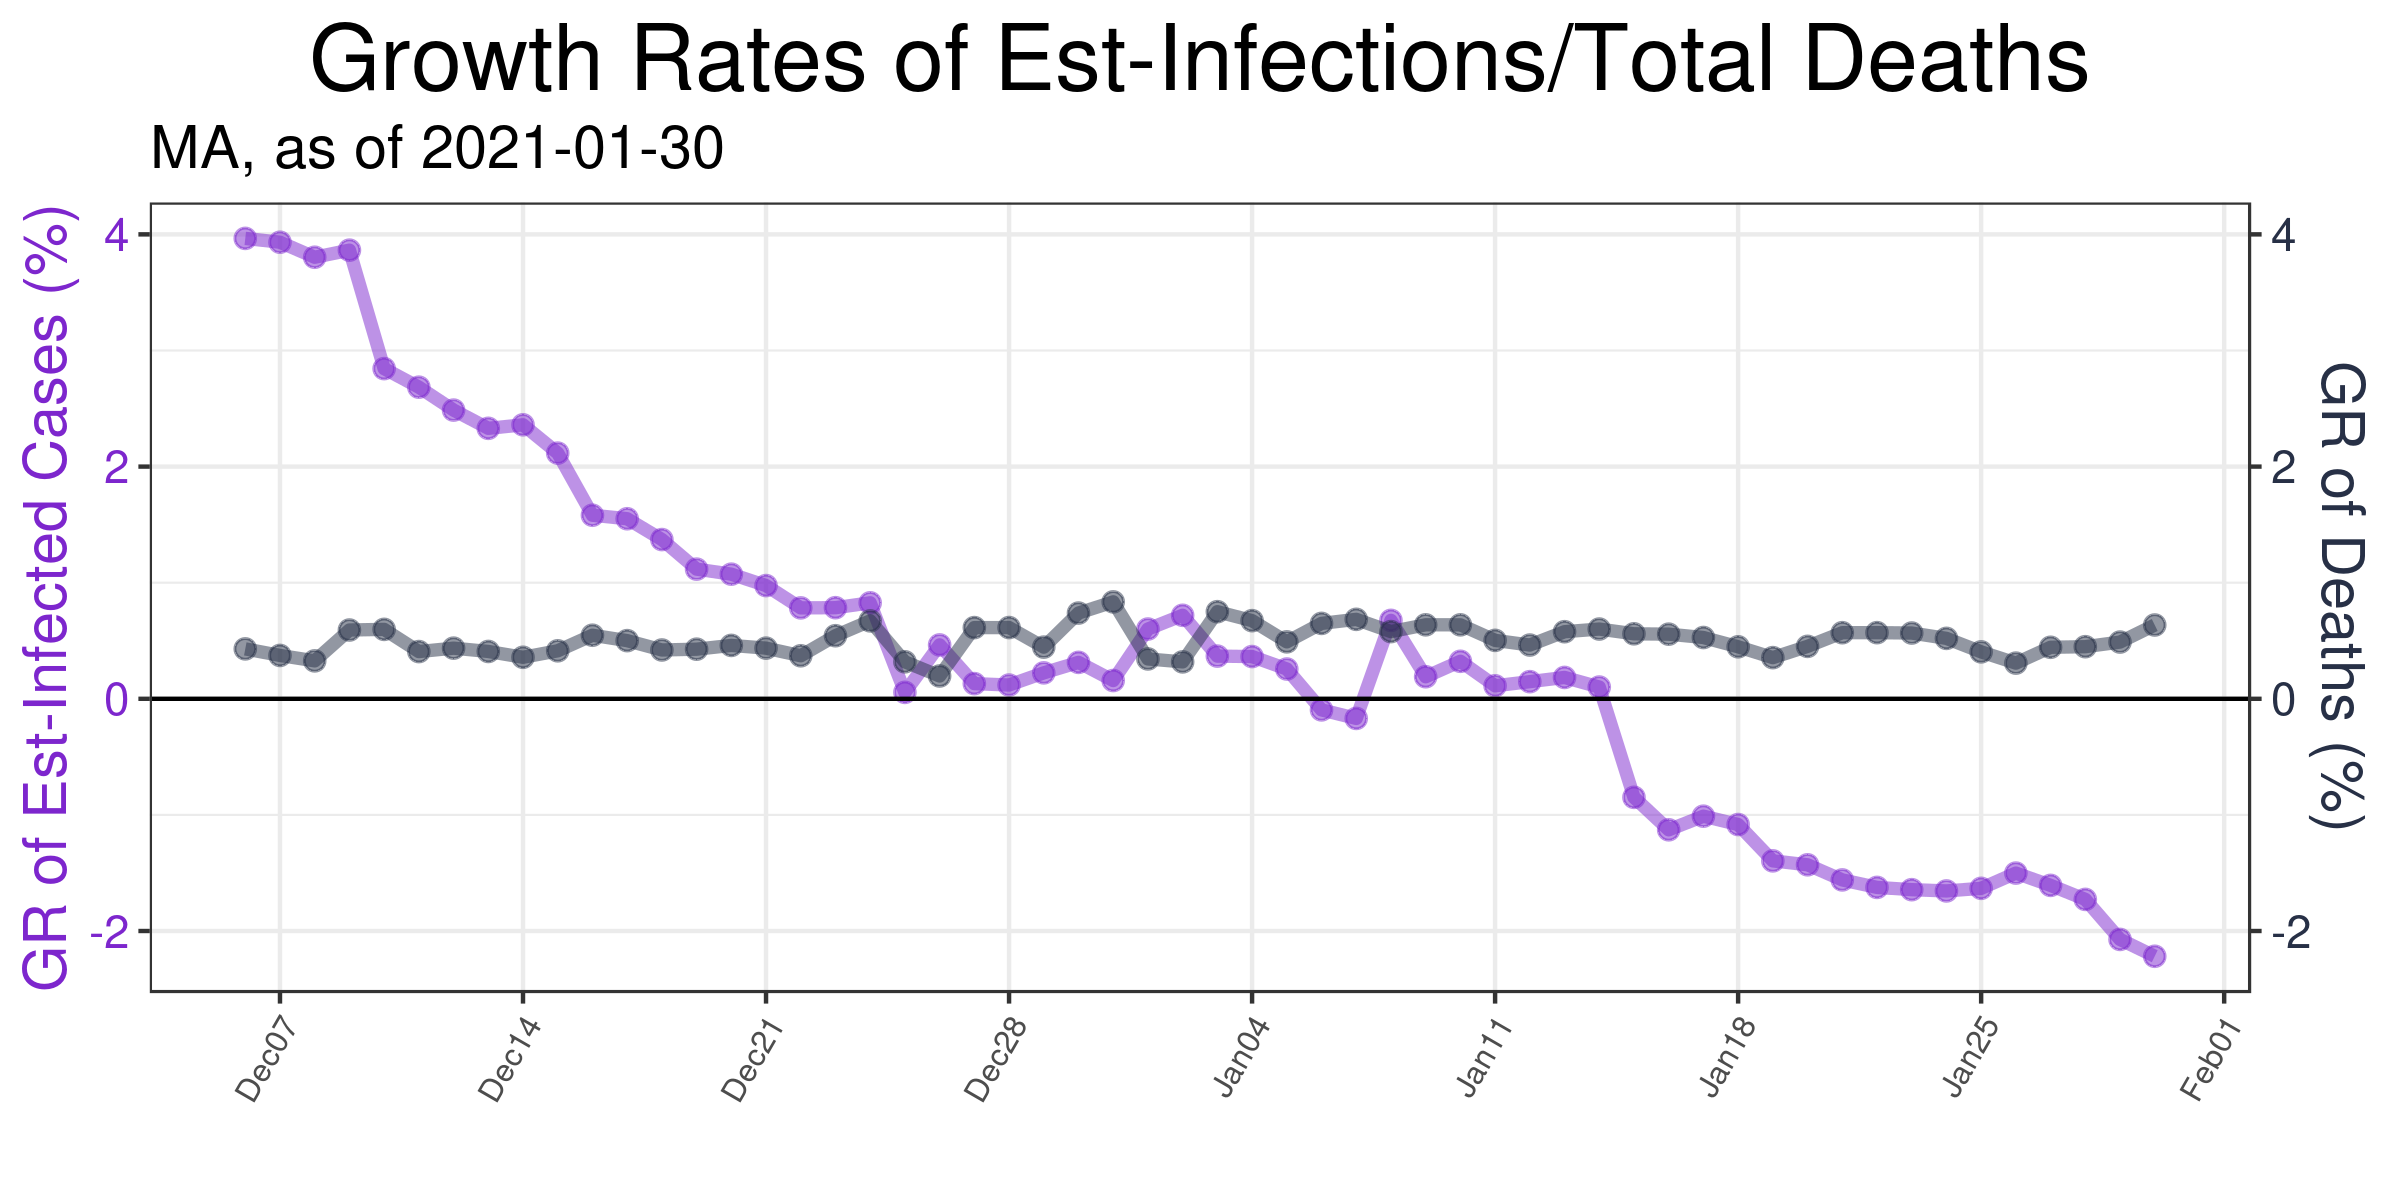 Growth Rates of Est-Infections/Total Deaths
MA, as of 2021-01-30
GR of Est-Infected Cases (%)
4
2
0
-2
4
2
0
-2
GR of Deaths (%)
Dec07
Dec14
Dec21
Dec28
Jan04
Jan11
Jan18
Jan25
Feb01